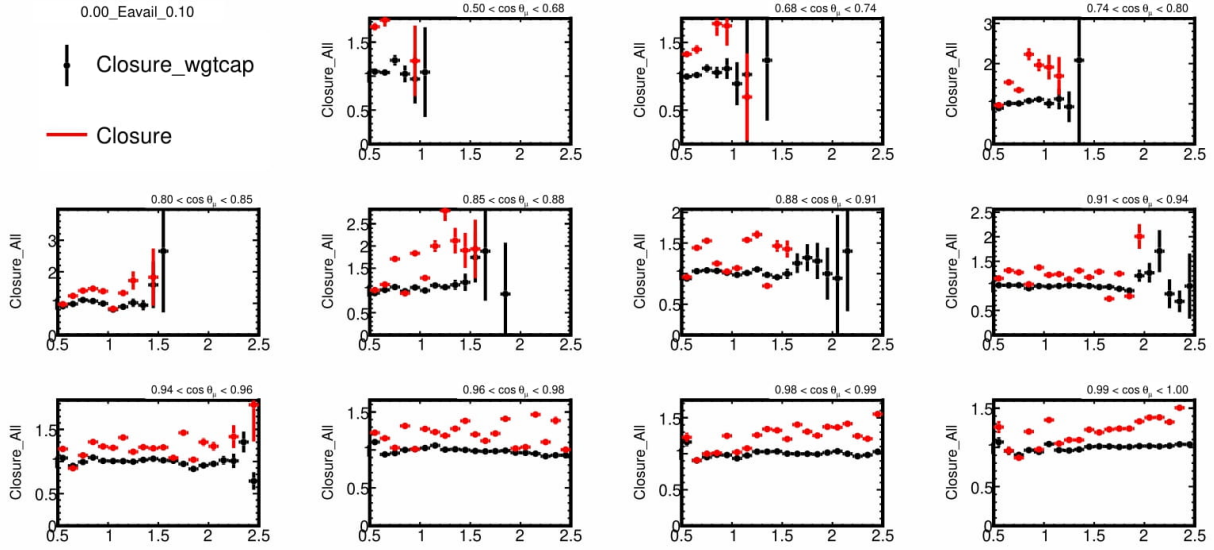 0.00_Eavail_0.10
Closure_wgtcap
Closure
0.50 < cos θμ < 0.68
Closure_All
1.5
1
0.5
0
0.5 1 1.5 2 2.5
0.68 < cos θμ < 0.74
Closure_All
1.5
1
0.5
0
0.5 1 1.5 2 2.5
0.74 < cos θμ < 0.80
Closure_All
3
2
1
0
0.5 1 1.5 2 2.5
0.80 < cos θμ < 0.85
Closure_All
3
2
1
0
0.5 1 1.5 2 2.5
0.85 < cos θμ < 0.88
Closure_All
2.5
2
1.5
1
0.5
0
0.5 1 1.5 2 2.5
0.88 < cos θμ < 0.91
Closure_All
2
1.5
1
0.5
0
0.5 1 1.5 2 2.5
0.91 < cos θμ < 0.94
Closure_All
2.5
2
1.5
1
0.5
0
0.5 1 1.5 2 2.5
0.94 < cos θμ < 0.96
Closure_All
1.5
1
0.5
0
0.5 1 1.5 2 2.5
0.96 < cos θμ < 0.98
Closure_All
1.5
1
0.5
0
0.5 1 1.5 2 2.5
0.98 < cos θμ < 0.99
Closure_All
1.5
1
0.5
0
0.5 1 1.5 2 2.5
0.99 < cos θμ < 1.00
Closure_All
1.5
1
0.5
0
0.5 1 1.5 2 2.5